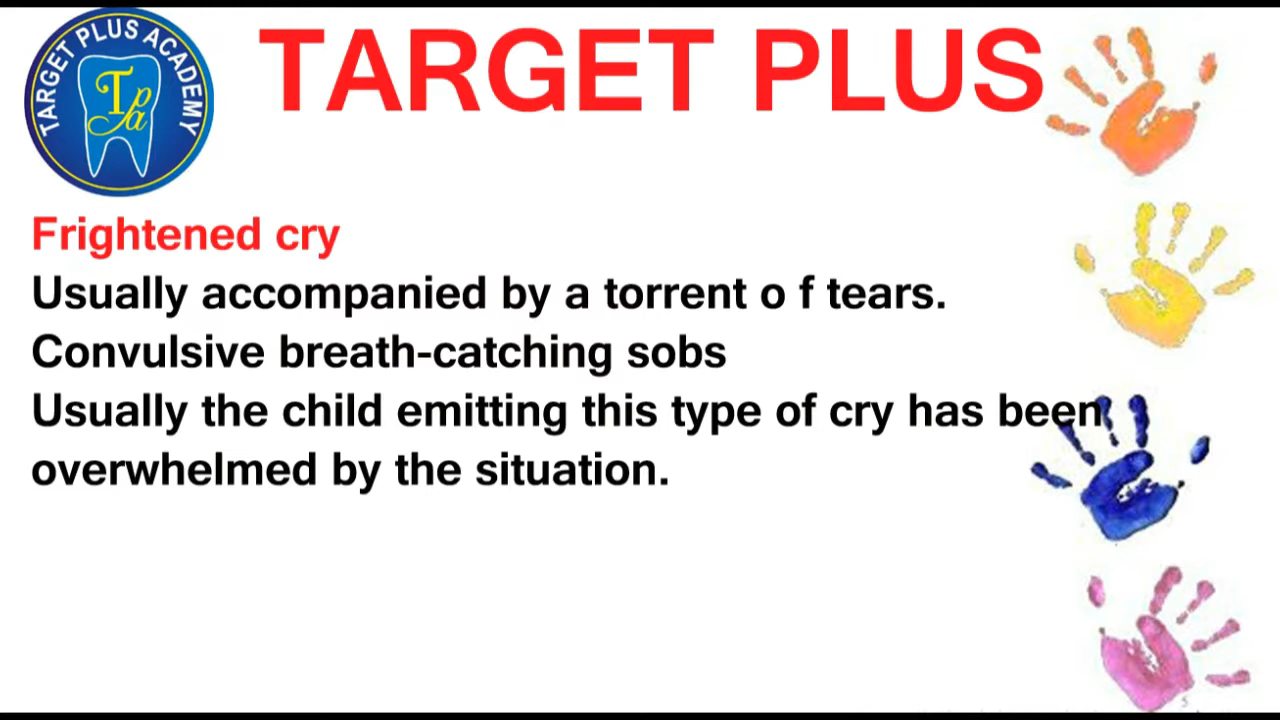 TARGET PLUS ACADEMY
TPa
TARGET PLUS
Frightened cry
Usually accompanied by a torrent o f tears.
Convulsive breath-catching sobs
Usually the child emitting this type of cry has been
overwhelmed by the situation.